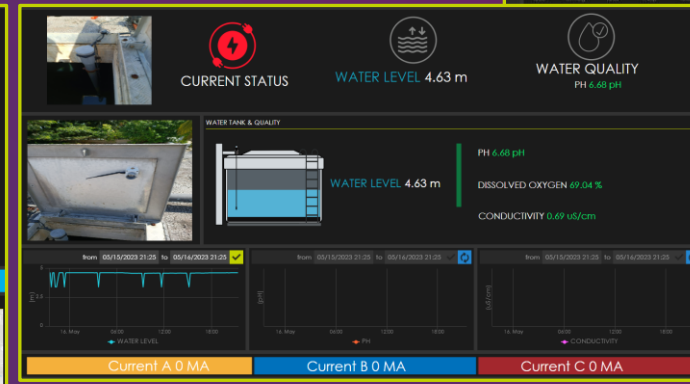 CURRENT STATUS
WATER LEVEL 4.63 m
WATER QUALITY
PH 6.68 pH
WATER TANK & QUALITY
WATER LEVEL 4.63 m
PH 6.68 pH
DISSOLVED OXYGEN 69.04 %
CONDUCTIVITY 0.69 uS/cm
from 05/15/2023 21:25 to 05/16/2023 21:25
from 05/15/2023 21:25 to 05/16/2023 21:25
from 05/15/2023 21:25 to 05/16/2023 21:25
[m]
5
2.5
0
16. May 06:00 12:00 18:00
WATER LEVEL
[pH]
16. May 06:00 12:00 18:00
PH
[uS/cm]
16. May 06:00 12:00 18:00
CONDUCTIVITY
Current A 0 MA
Current B 0 MA
Current C 0 MA